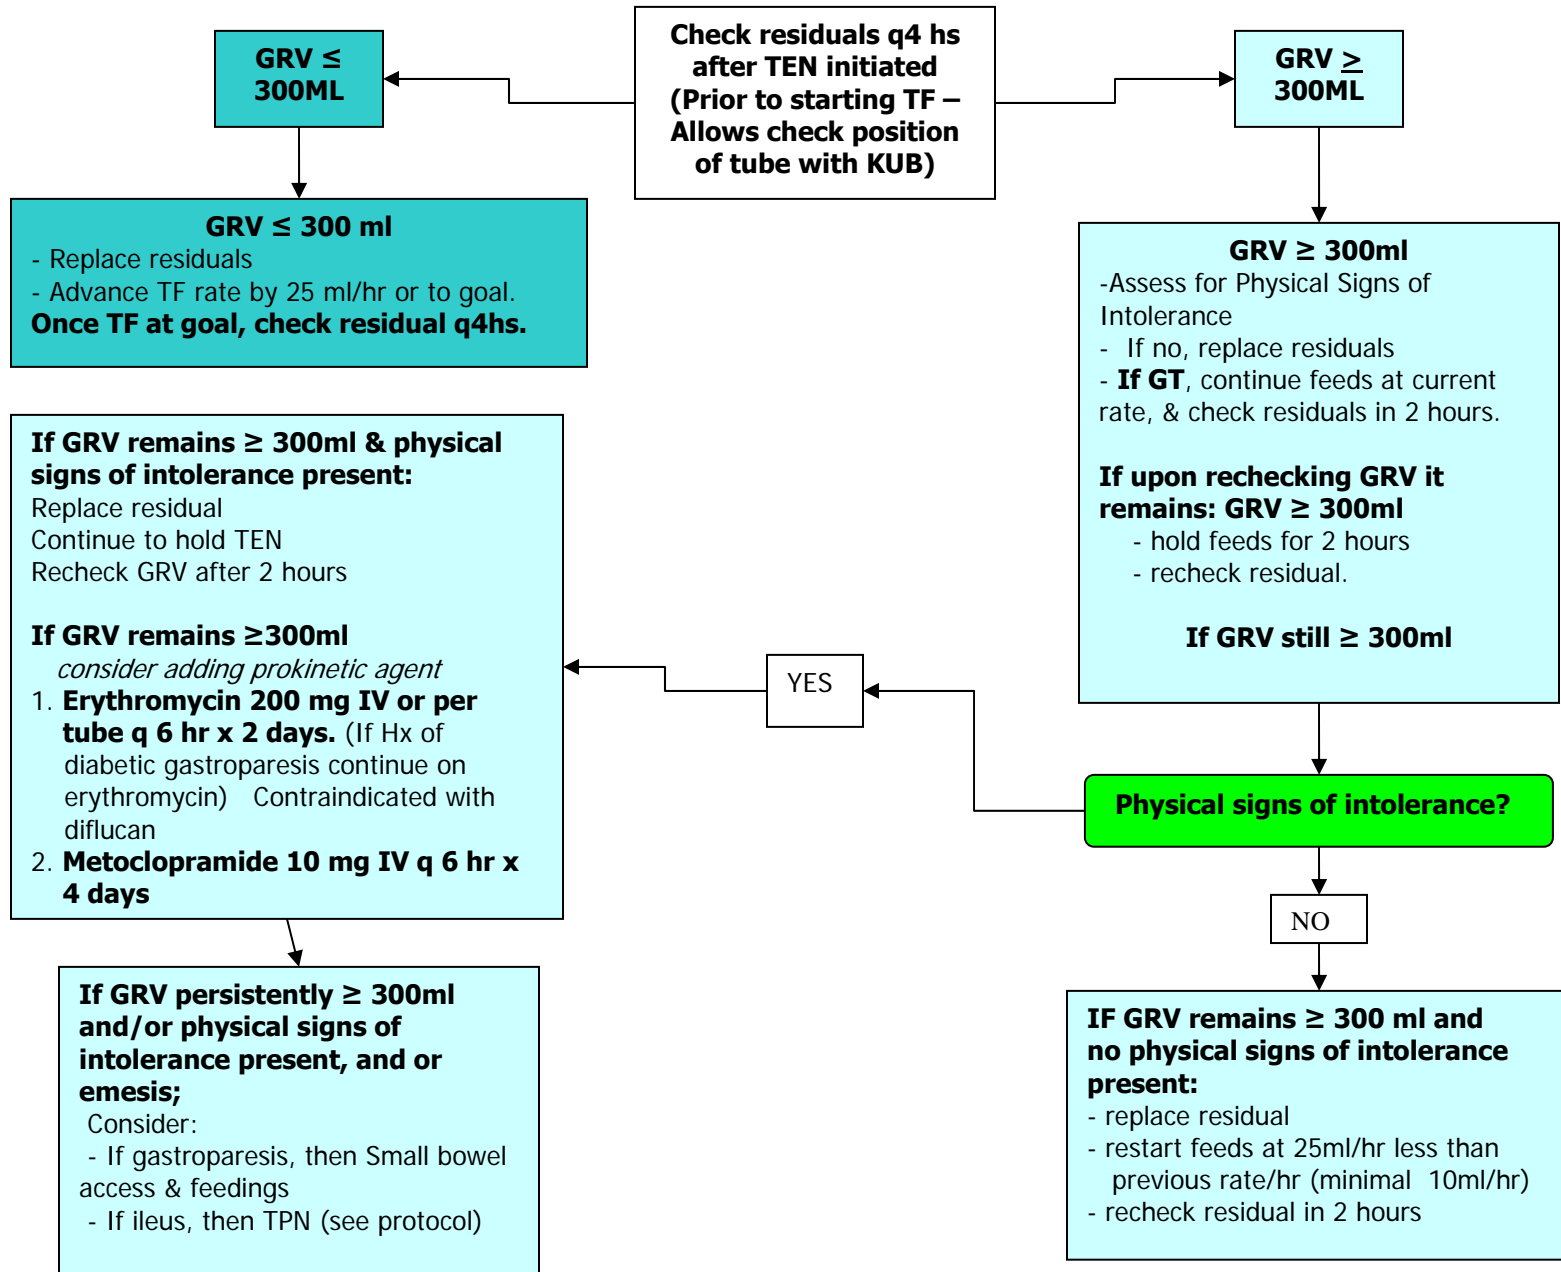 Check residuals q4 hs
after TEN initiated
(Prior to starting TF –
Allows check position
of tube with KUB)
GRV ≤
300ML
GRV ≥
300ML
GRV ≤ 300 ml
- Replace residuals
- Advance TF rate by 25 ml/hr or to goal.
Once TF at goal, check residual q4hs.
GRV ≥ 300ml
-Assess for Physical Signs of
Intolerance
- If no, replace residuals
- If GT, continue feeds at current
rate, & check residuals in 2 hours.
If upon rechecking GRV it
remains: GRV ≥ 300ml
- hold feeds for 2 hours
- recheck residual.
If GRV still ≥ 300ml
Physical signs of intolerance?
YES
NO
If GRV remains ≥ 300ml & physical
signs of intolerance present:
Replace residual
Continue to hold TEN
Recheck GRV after 2 hours
If GRV remains ≥300ml
consider adding prokinetic agent
1. Erythromycin 200 mg IV or per
tube q 6 hr x 2 days. (If Hx of
diabetic gastroparesis continue on
erythromycin) Contraindicated with
diflucan
2. Metoclopramide 10 mg IV q 6 hr x
4 days
If GRV persistently ≥ 300ml
and/or physical signs of
intolerance present, and or
emesis;
Consider:
- If gastroparesis, then Small bowel
access & feedings
- If ileus, then TPN (see protocol)
IF GRV remains ≥ 300 ml and
no physical signs of intolerance
present:
- replace residual
- restart feeds at 25ml/hr less than
previous rate/hr (minimal 10ml/hr)
- recheck residual in 2 hours